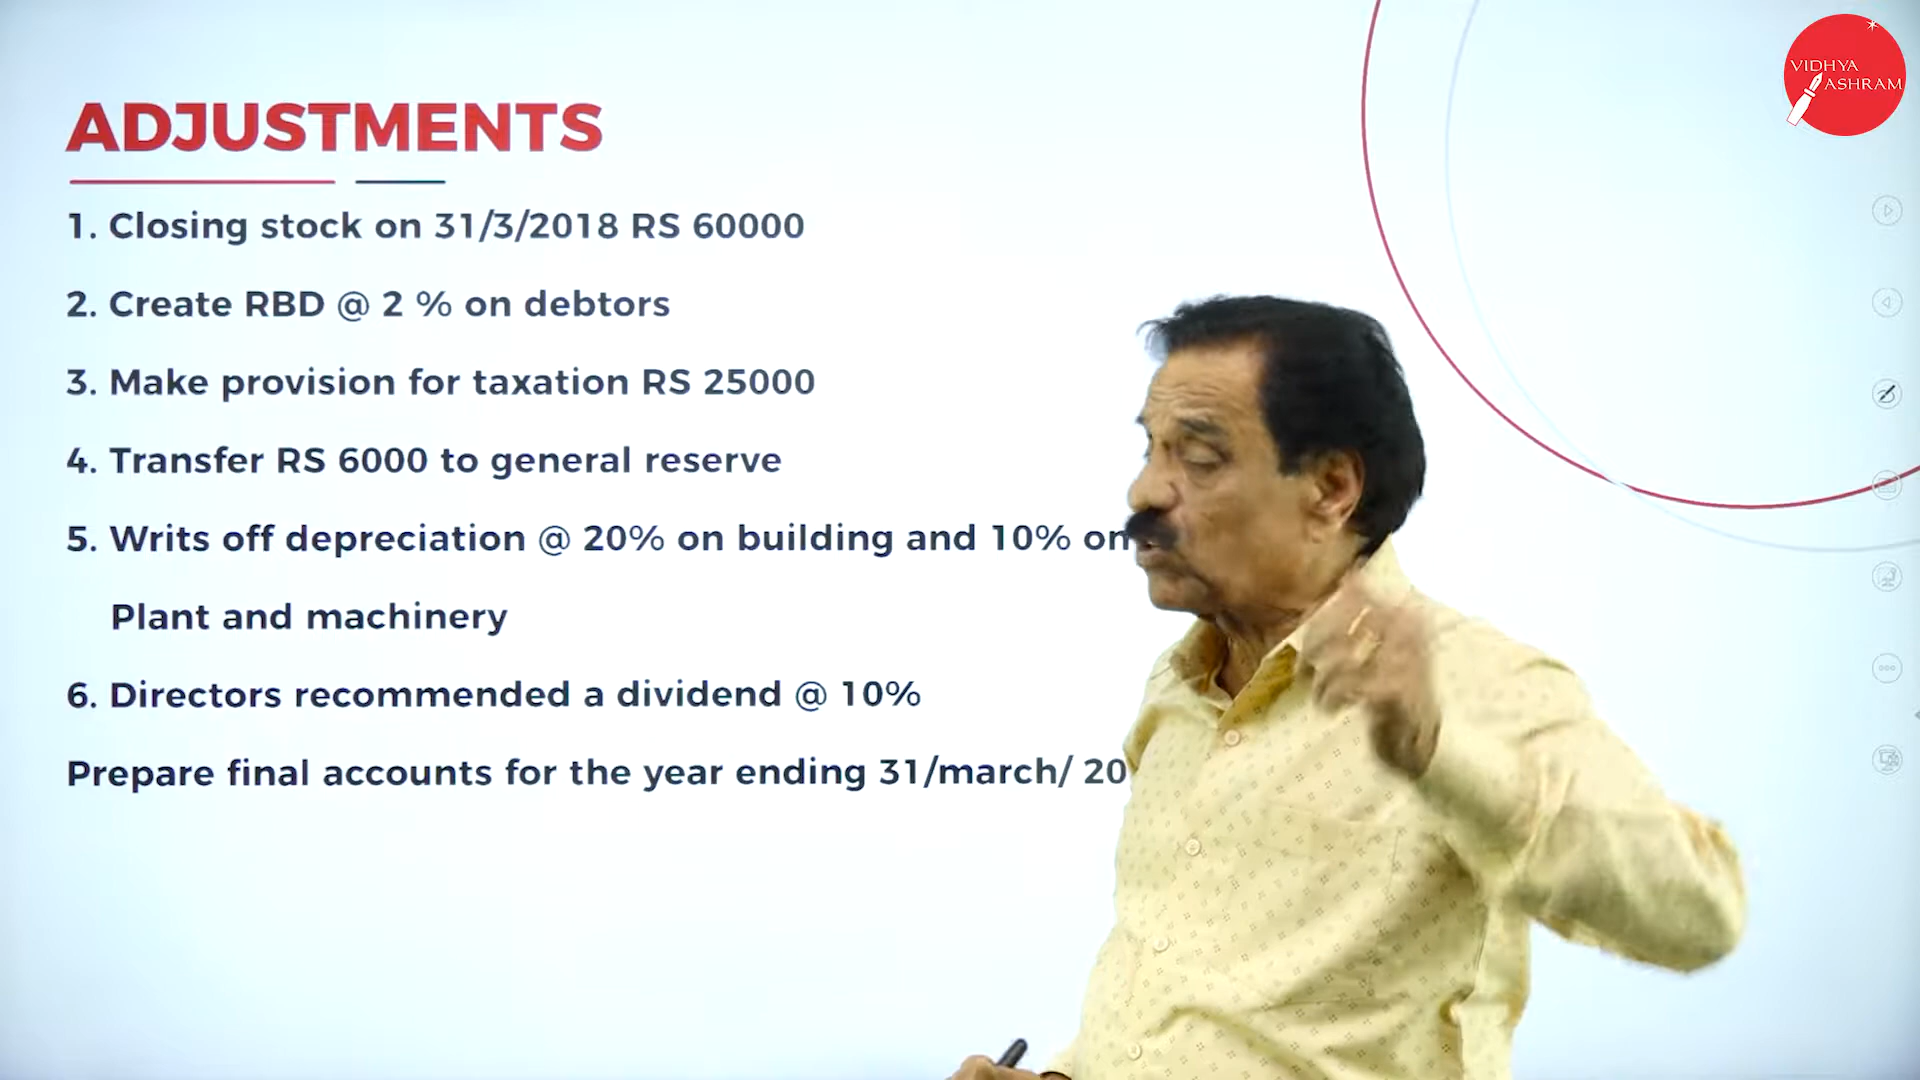 VIDHYA
ASHRAM
ADJUSTMENTS
1. Closing stock on 31/3/2018 RS 60000
2. Create RBD @ 2 % on debtors
3. Make provision for taxation RS 25000
4. Transfer RS 6000 to general reserve
5. Writs off depreciation @ 20% on building and 10% on
Plant and machinery
6. Directors recommended a dividend @ 10%
Prepare final accounts for the year ending 31/march/ 20